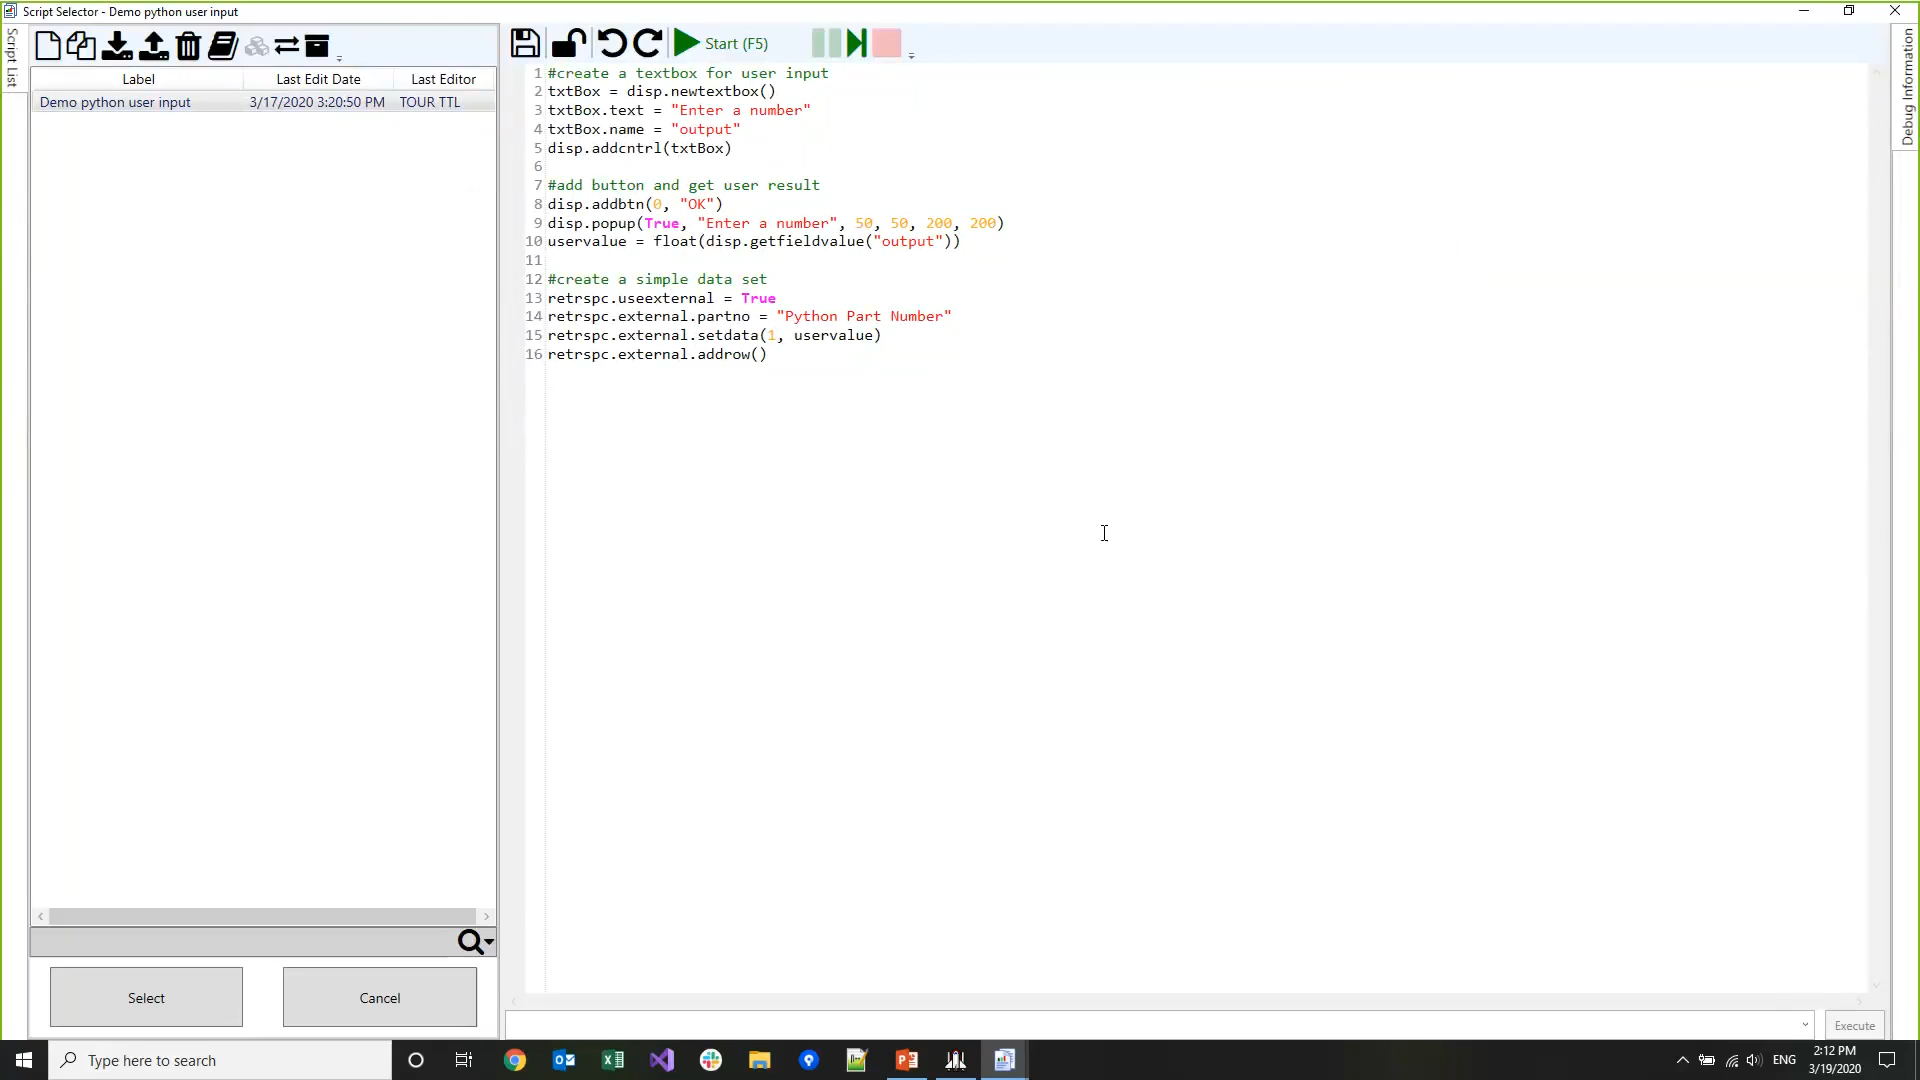 Script Selector - Demo python user input
Script List
Start (F5)
Debug Information
Label Last Edit Date Last Editor
Demo python user input 3/17/2020 3:20:50 PM TOUR TTL
1 #create a textbox for user input
2 txtBox = disp.newtextbox()
3 txtBox.text = "Enter a number"
4 txtBox.name = "output"
5 disp.addcntrl(txtBox)
6
7 #add button and get user result
8 disp.addbtn(0, "OK")
9 disp.popup(True, "Enter a number", 50, 50, 200, 200)
10 uservalue = float(disp.getfieldvalue("output"))
11
12 #create a simple data set
13 retrspc.useexternal = True
14 retrspc.external.partno = "Python Part Number"
15 retrspc.external.setdata(1, uservalue)
16 retrspc.external.addrow()
Select Cancel
Execute
Type here to search
ENG
2:12 PM
3/19/2020